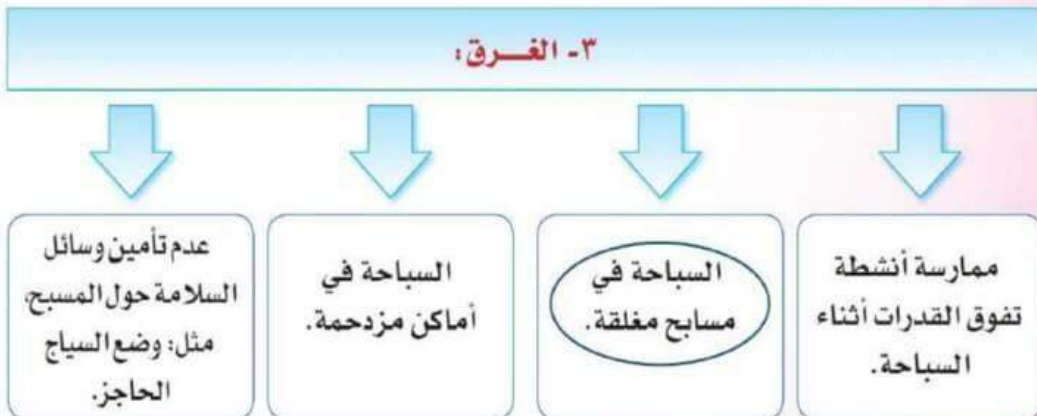 ٣- الغـــرق:
ممارسة أنشطة
تفوق القدرات أثناء
السباحة.
السباحة في
مسابح مغلقة.
السباحة في
أماكن مزدحمة.
عدم تأمين وسائل
السلامة حول المسبح،
مثل: وضع السياج
الحاجز.